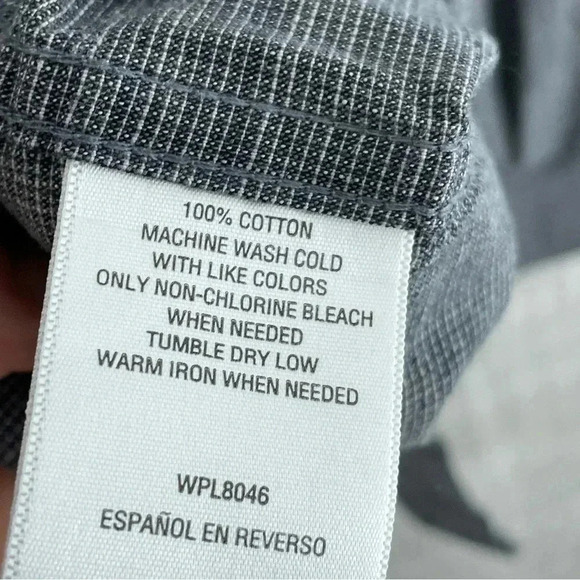 100% COTTON
MACHINE WASH COLD
WITH LIKE COLORS
ONLY NON-CHLORINE BLEACH
WHEN NEEDED
TUMBLE DRY LOW
WARM IRON WHEN NEEDED
WPL8046
ESPAÑOL EN REVERSO